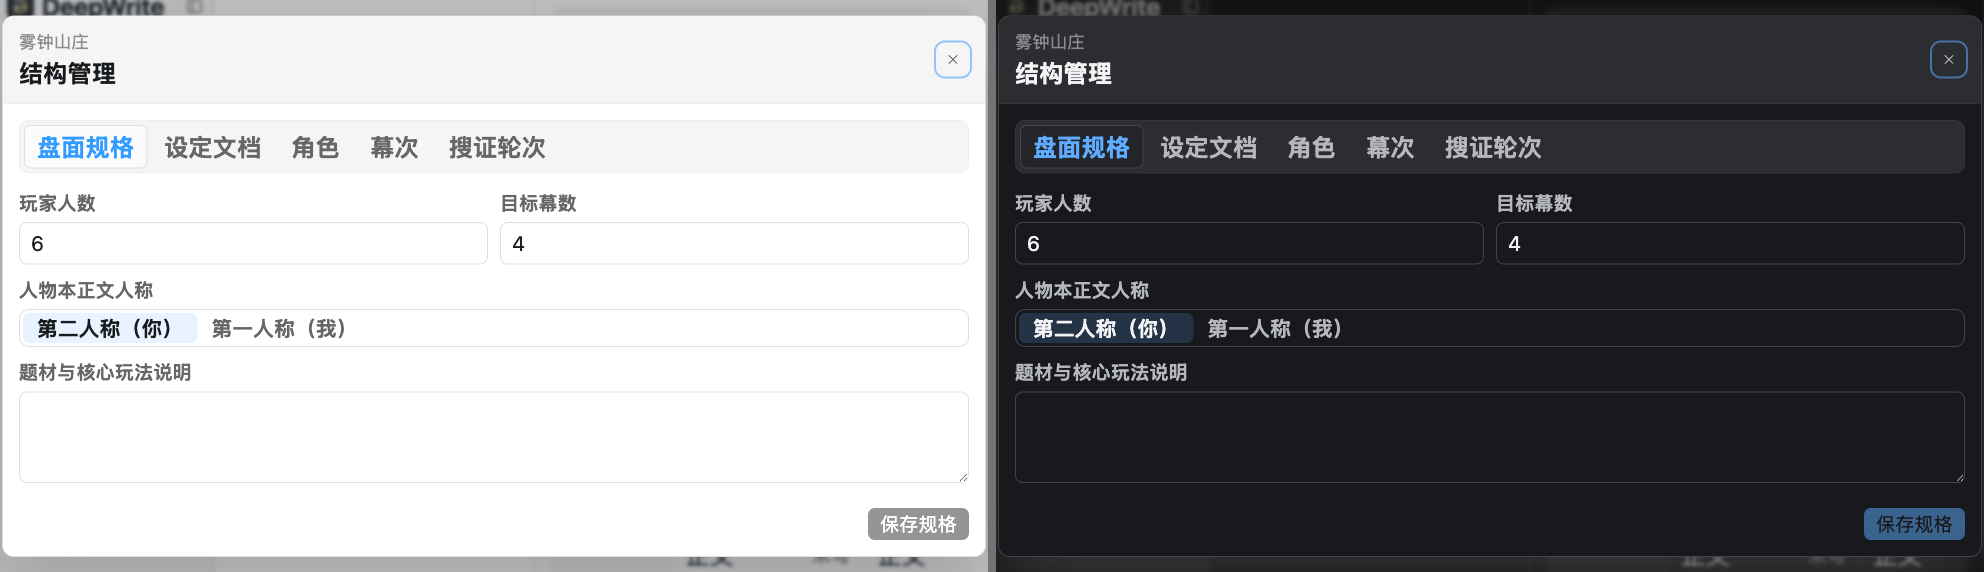 DeepWrite
雾钟山庄
结构管理
×
盘面规格 设定文档 角色 幕次 搜证轮次
玩家人数 目标幕数
6 4
人物本正文人称
第二人称（你） 第一人称（我）
题材与核心玩法说明
保存规格
DeepWrite
雾钟山庄
结构管理
×
盘面规格 设定文档 角色 幕次 搜证轮次
玩家人数 目标幕数
6 4
人物本正文人称
第二人称（你） 第一人称（我）
题材与核心玩法说明
保存规格